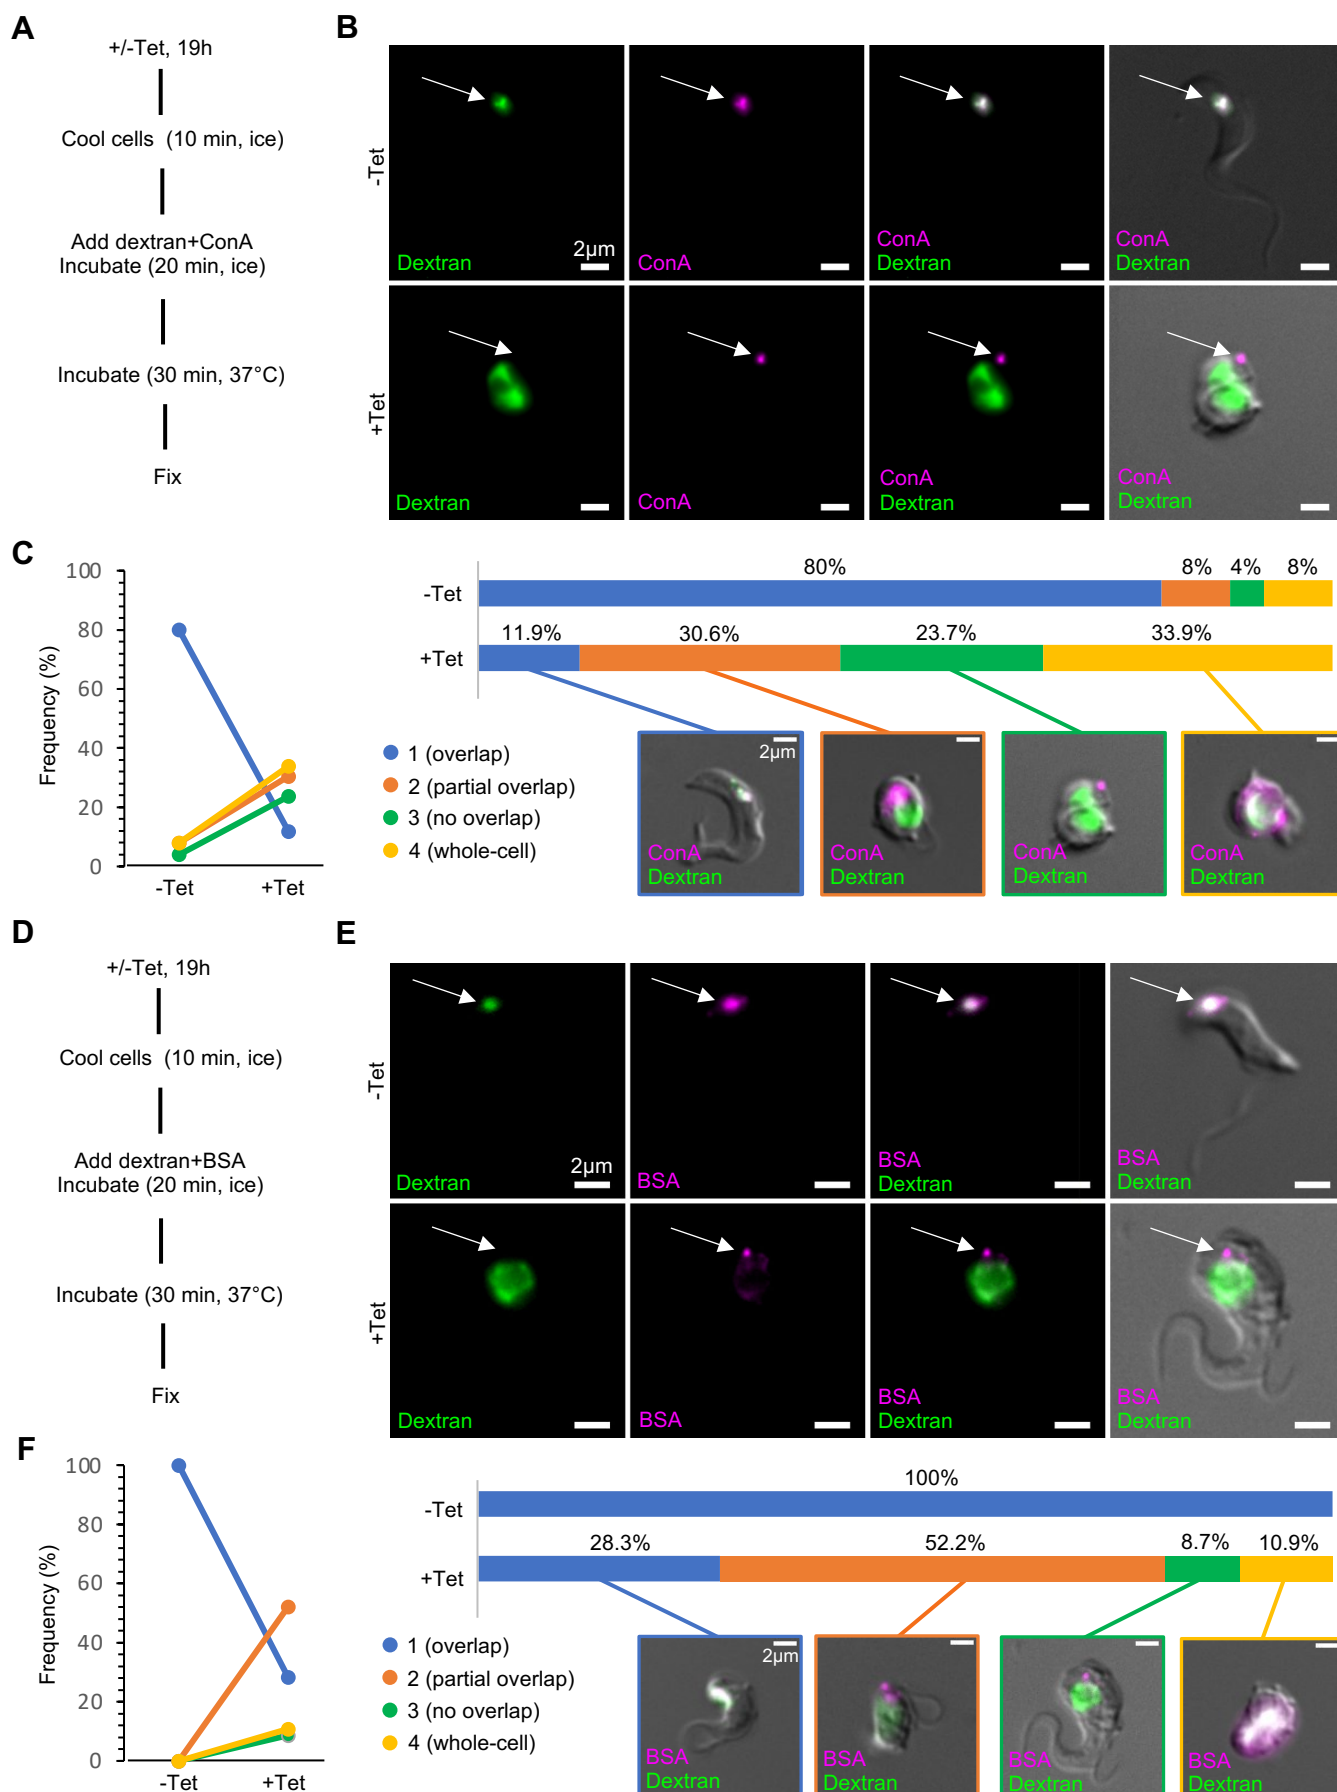 A
+/-Tet, 19h
Cool cells (10 min, ice)
Add dextran+ConA
Incubate (20 min, ice)
Incubate (30 min, 37°C)
Fix
B
-Tet
Dextran
2µm
ConA
ConA
Dextran
ConA
Dextran
+Tet
Dextran
ConA
ConA
Dextran
ConA
Dextran
C
Frequency (%)
100
80
60
40
20
0
-Tet
+Tet
1 (overlap)
2 (partial overlap)
3 (no overlap)
4 (whole-cell)
-Tet
80%
8%
4%
8%
+Tet
11.9%
30.6%
23.7%
33.9%
2µm
ConA
Dextran
ConA
Dextran
ConA
Dextran
ConA
Dextran
D
+/-Tet, 19h
Cool cells (10 min, ice)
Add dextran+BSA
Incubate (20 min, ice)
Incubate (30 min, 37°C)
Fix
E
-Tet
Dextran
2µm
BSA
BSA
Dextran
BSA
Dextran
+Tet
Dextran
BSA
BSA
Dextran
BSA
Dextran
F
Frequency (%)
100
80
60
40
20
0
-Tet
+Tet
1 (overlap)
2 (partial overlap)
3 (no overlap)
4 (whole-cell)
-Tet
100%
+Tet
28.3%
52.2%
8.7%
10.9%
2µm
BSA
Dextran
BSA
Dextran
BSA
Dextran
BSA
Dextran